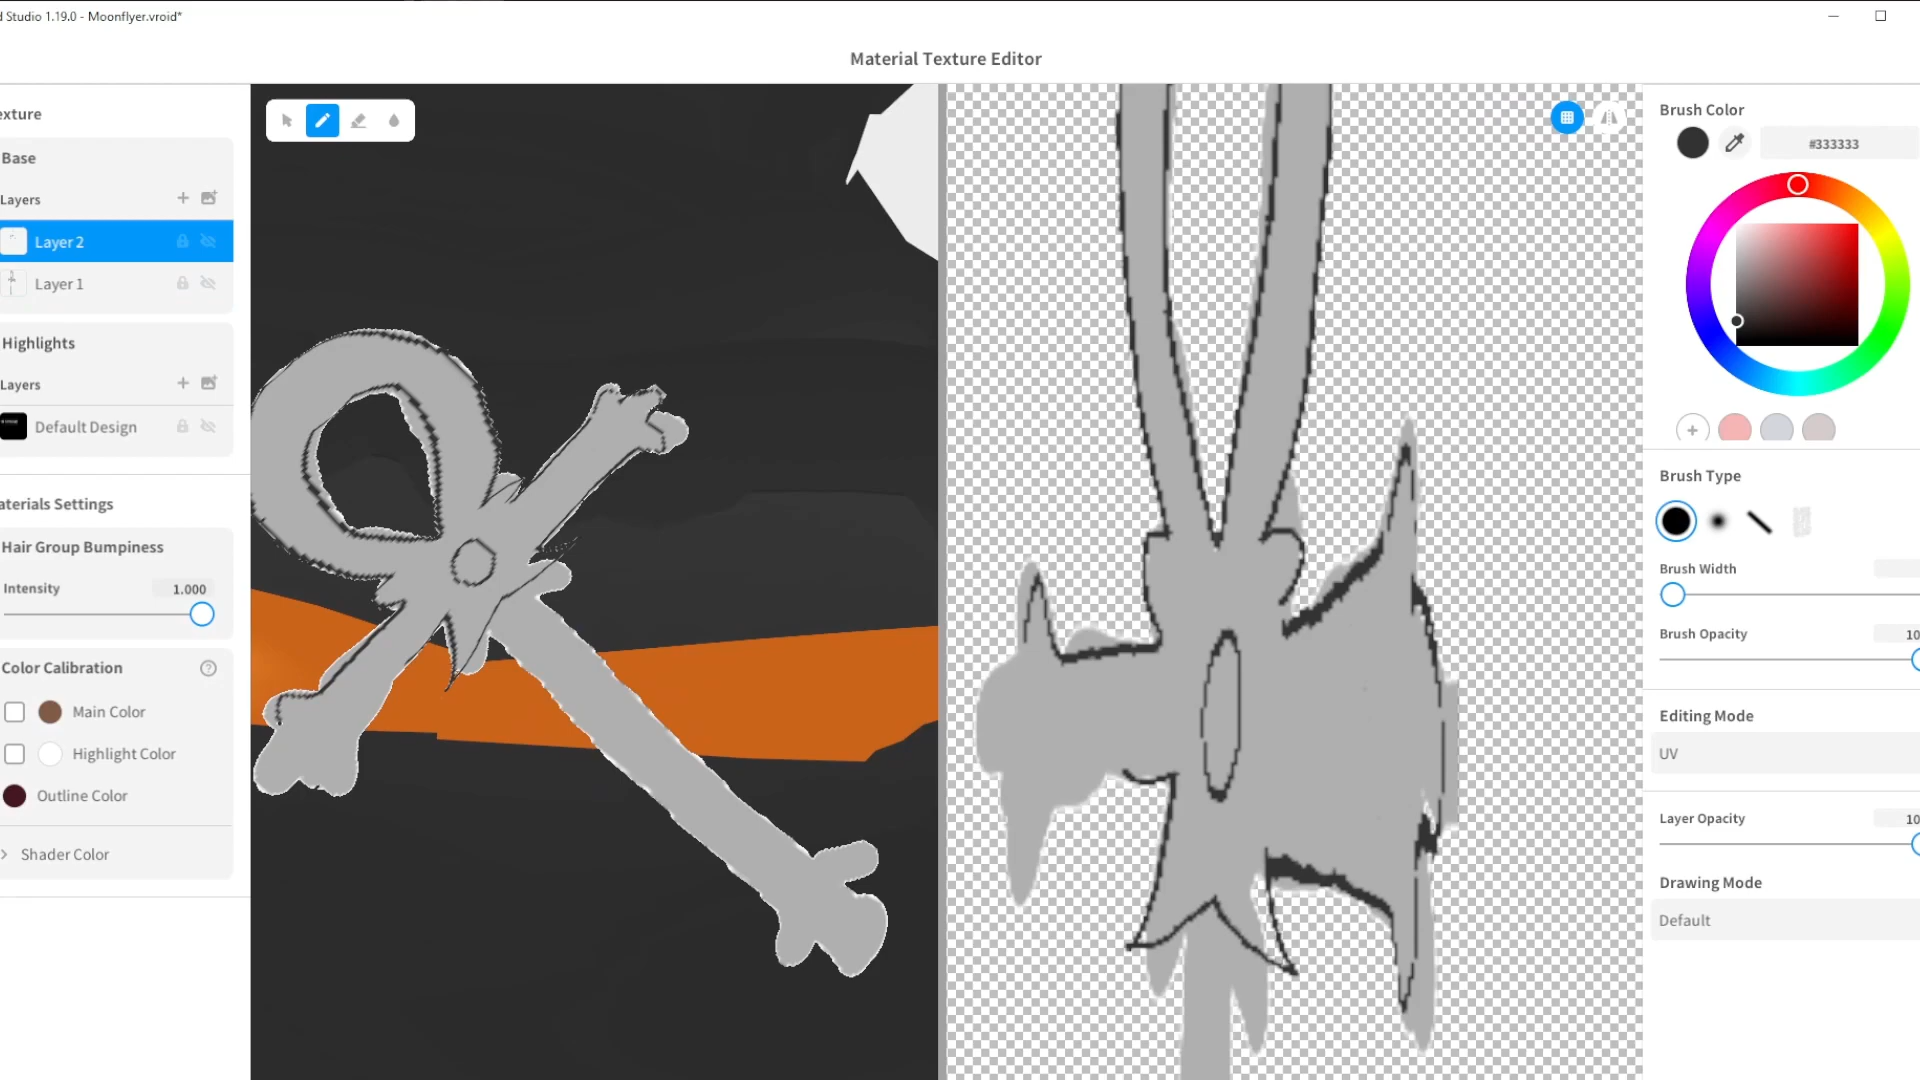 d Studio 1.19.0 - Moonflyer.vroid*
Material Texture Editor
exture
Base
Layers
Layer 2
Layer 1
Highlights
Layers
Default Design
aterials Settings
Hair Group Bumpiness
Intensity 1.000
Color Calibration ?
Main Color
Highlight Color
Outline Color
Shader Color
Brush Color
#333333
Brush Type
Brush Width
Brush Opacity 10
Editing Mode
UV
Layer Opacity 10
Drawing Mode
Default